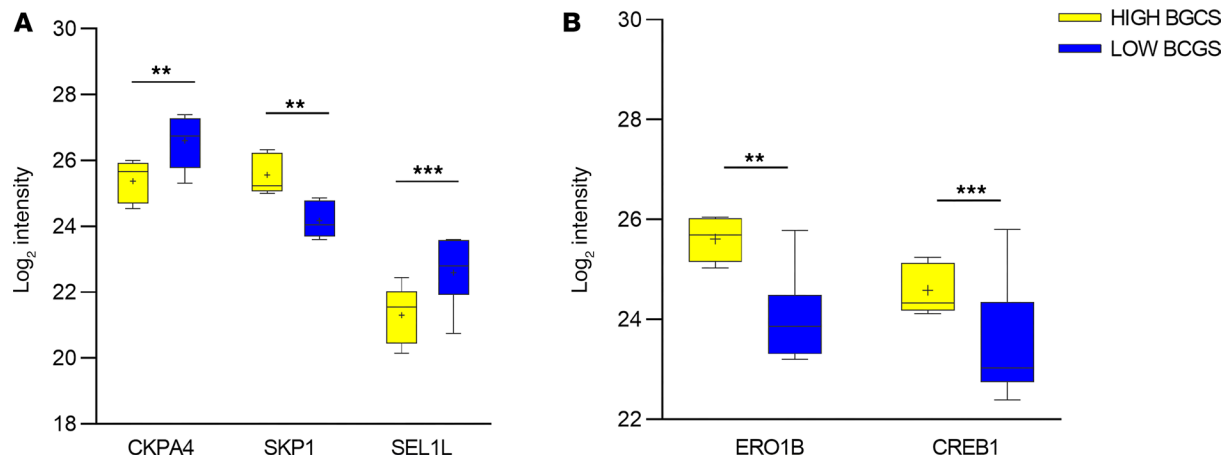 A
Log2 intensity
30
28
26
24
22
20
18
**
**
***
CKPA4 SKP1 SEL1L
B
HIGH BGCS
LOW BCGS
Log2 intensity
30
28
26
24
22
**
***
ERO1B CREB1